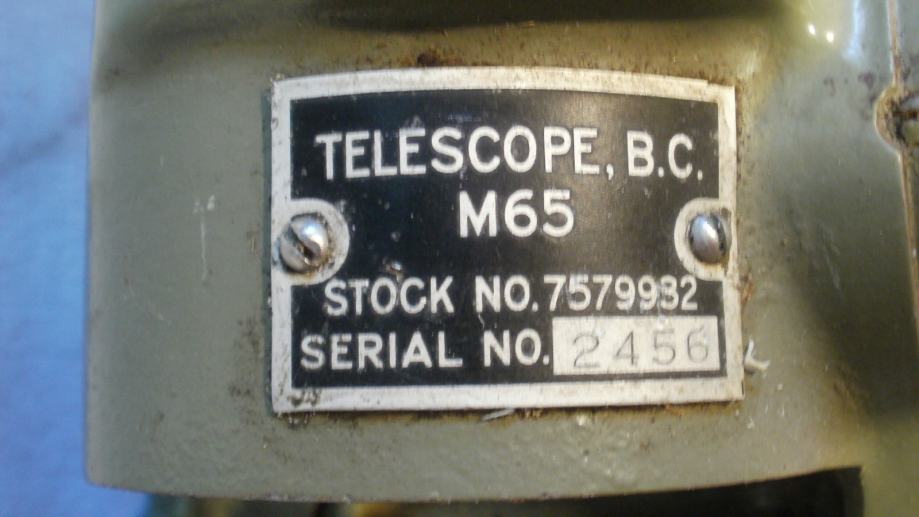 TELESCOPE, B.C.
M65
STOCK NO. 7579932
SERIAL NO. 2456